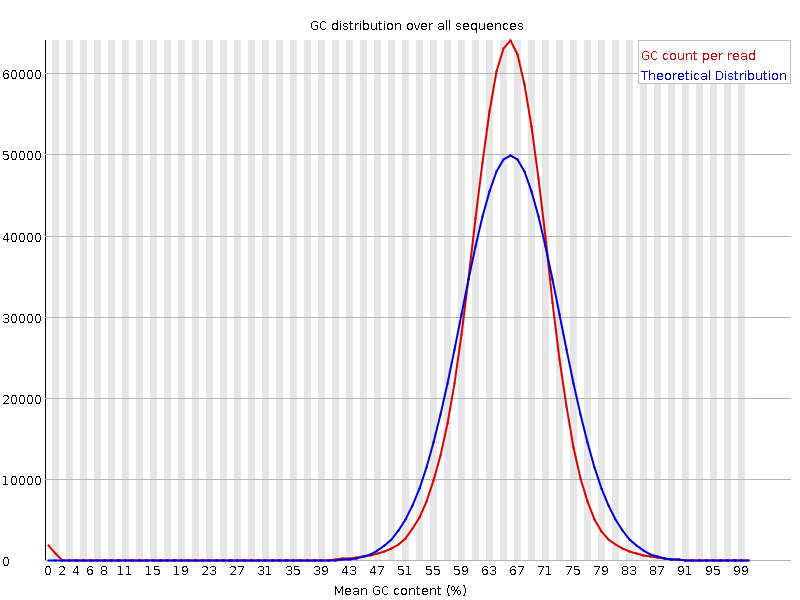 GC distribution over all sequences
GC count per read
Theoretical Distribution
60000
50000
40000
30000
20000
10000
0
0 2 4 6 8 11 15 19 23 27 31 35 39 43 47 51 55 59 63 67 71 75 79 83 87 91 95 99
Mean GC content (%)